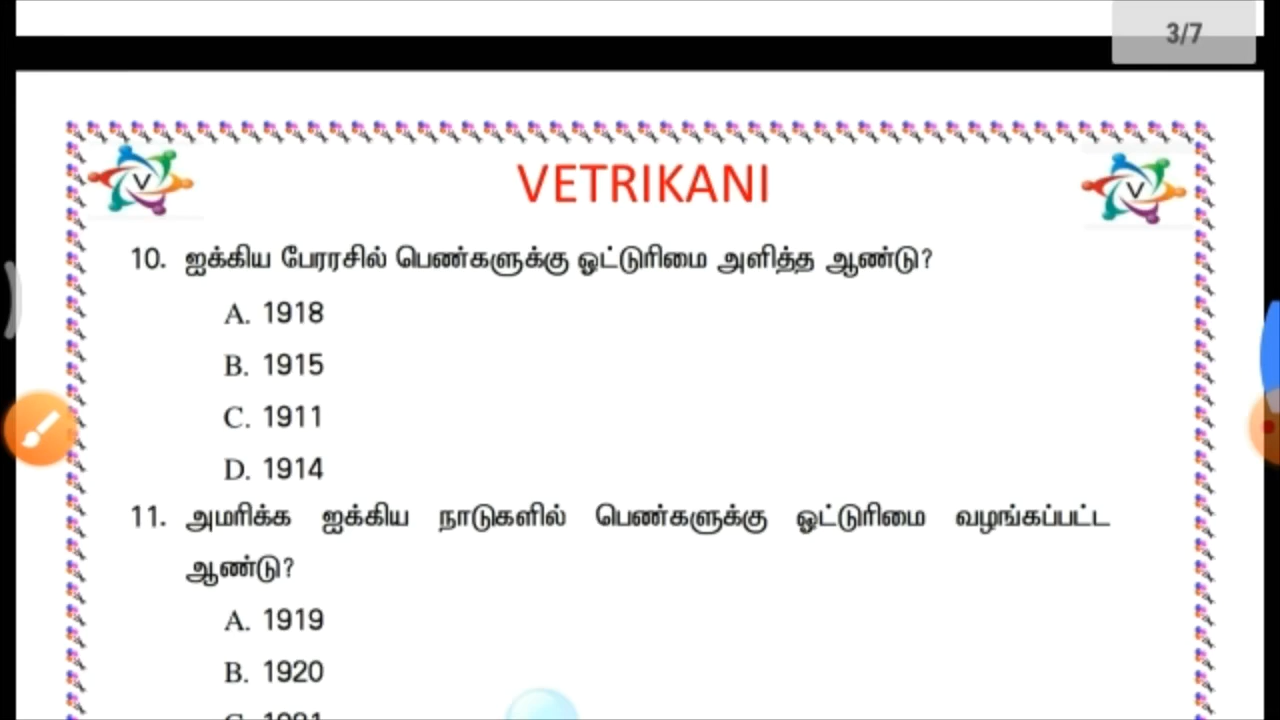 3/7
VETRIKANI
10. ஐக்கிய பேரரசில் பெண்களுக்கு ஓட்டுரிமை அளித்த ஆண்டு?
A. 1918
B. 1915
C. 1911
D. 1914
11. அமரிக்க ஐக்கிய நாடுகளில் பெண்களுக்கு ஓட்டுரிமை வழங்கப்பட்ட
ஆண்டு?
A. 1919
B. 1920